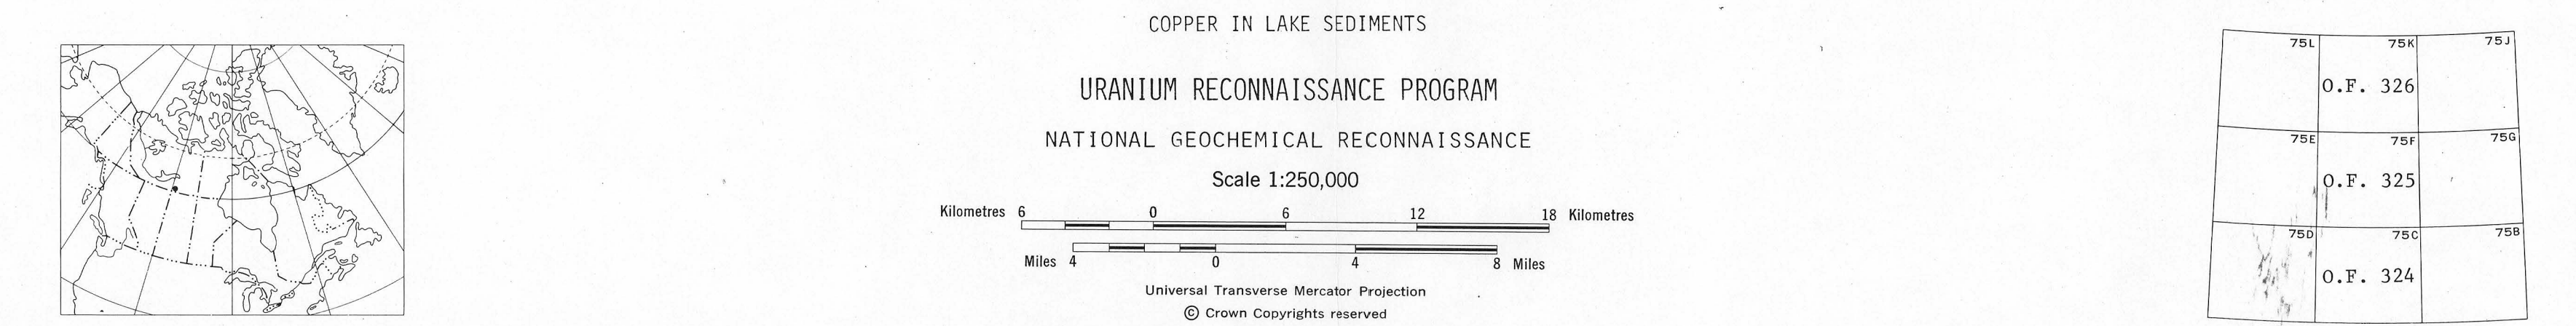 COPPER IN LAKE SEDIMENTS
URANIUM RECONNAISSANCE PROGRAM
NATIONAL GEOCHEMICAL RECONNAISSANCE
Scale 1:250,000
Kilometres 6 0 6 12 18 Kilometres
Miles 4 0 4 8 Miles
Universal Transverse Mercator Projection
© Crown Copyrights reserved
75L 75K 75J
O.F. 326
75E 75F 75G
O.F. 325
75D 75C 75B
O.F. 324